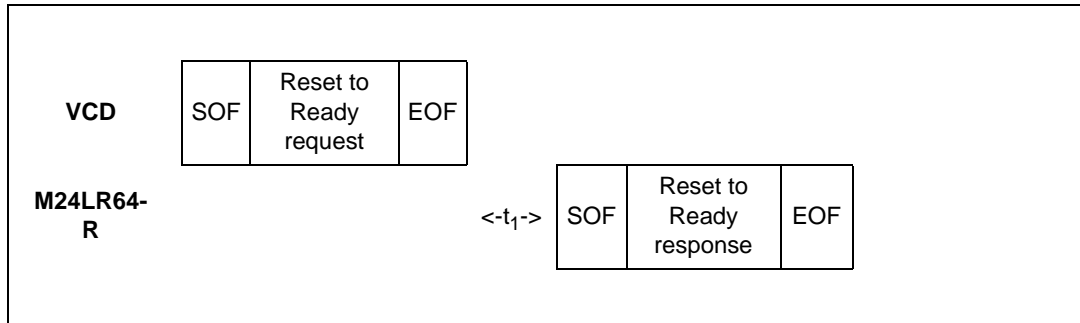 VCD
SOF
Reset to
Ready
request
EOF
M24LR64-
R
<-t₁->
SOF
Reset to
Ready
response
EOF